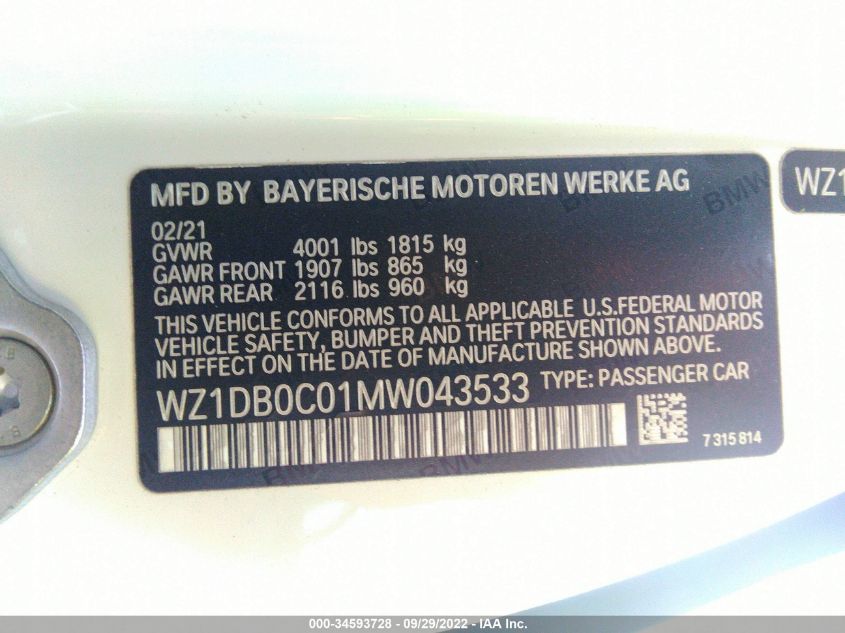 MFD BY BAYERISCHE MOTOREN WERKE AG
02/21
GVWR 4001 lbs 1815 kg
GAWR FRONT 1907 lbs 865 kg
GAWR REAR 2116 lbs 960 kg
THIS VEHICLE CONFORMS TO ALL APPLICABLE U.S.FEDERAL MOTOR
VEHICLE SAFETY, BUMPER AND THEFT PREVENTION STANDARDS
IN EFFECT ON THE DATE OF MANUFACTURE SHOWN ABOVE.
WZ1DB0C01MW043533 TYPE: PASSENGER CAR
7315814
WZ1
BMW
000-34593728 - 09/29/2022 - IAA Inc.